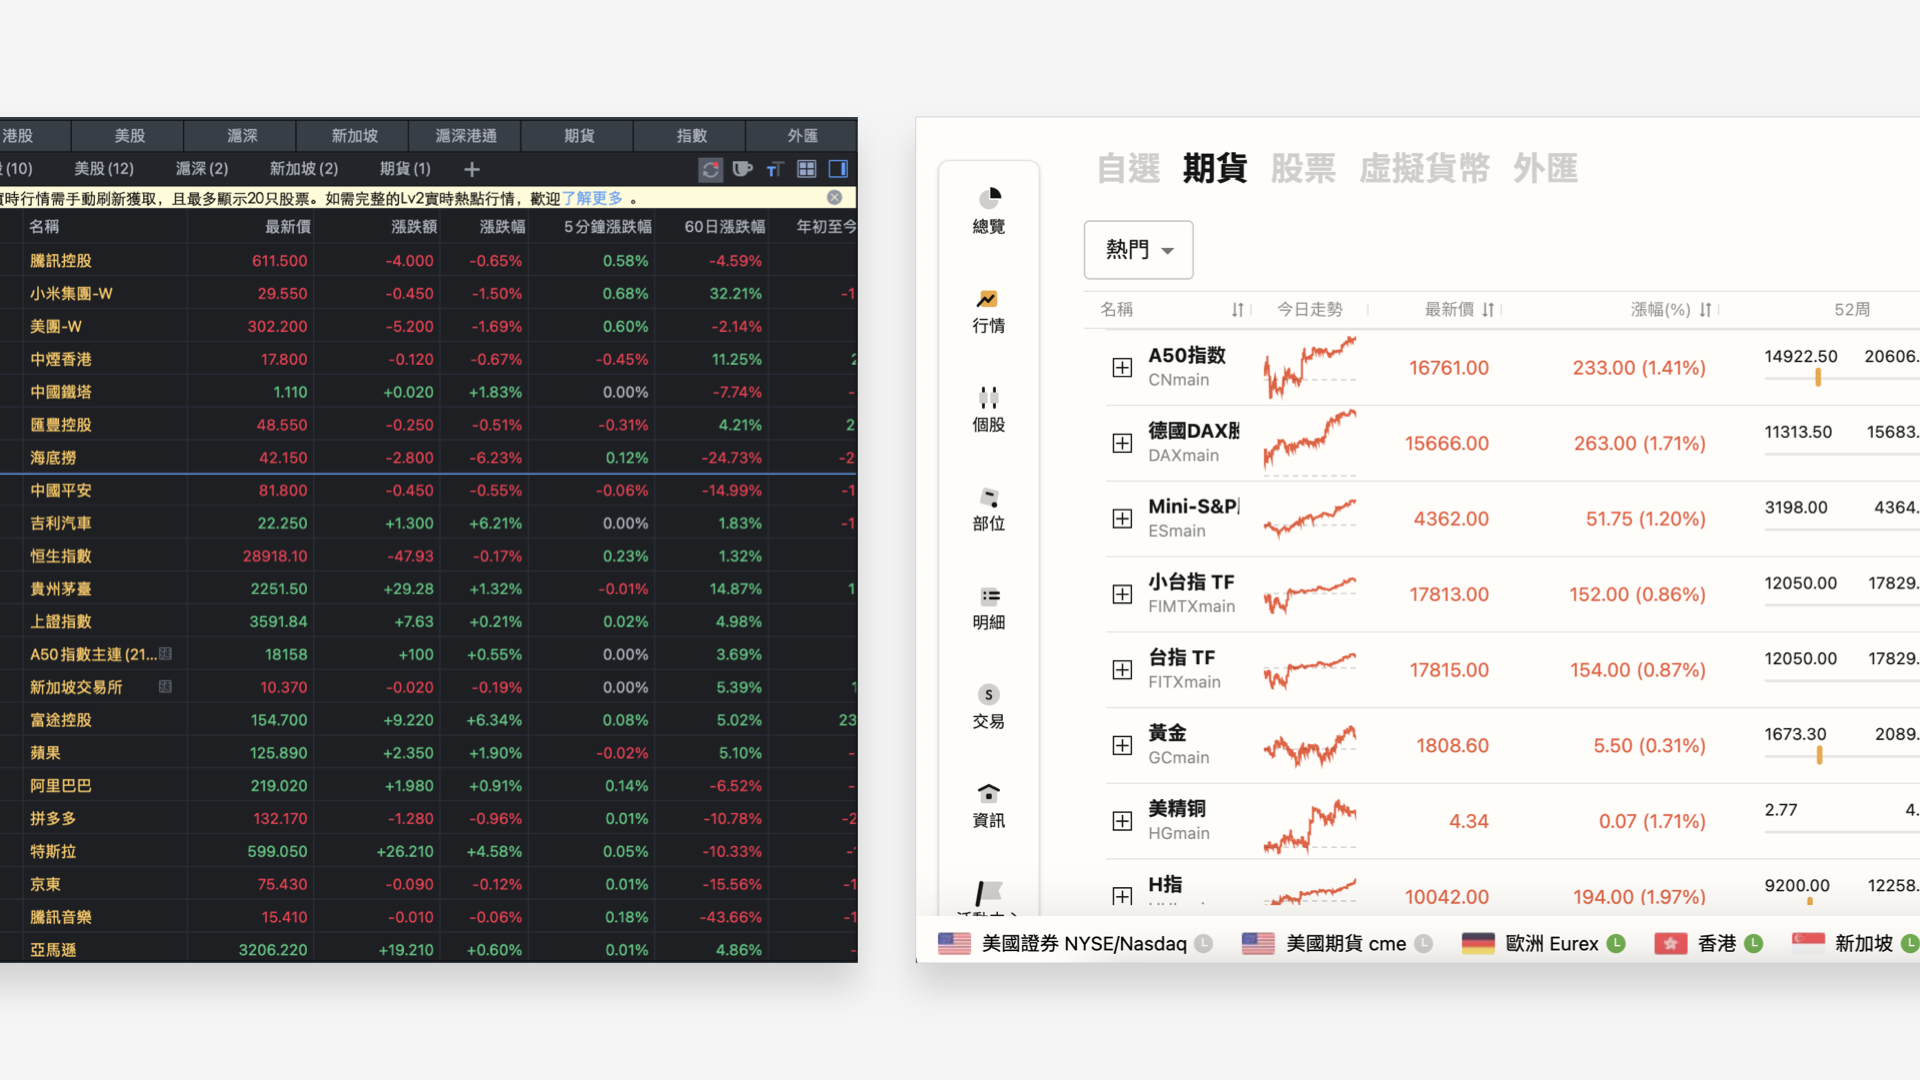 港股 美股 滬深 新加坡 滬深港通 期貨 指數 外匯
(10) 美股(12) 滬深(2) 新加坡(2) 期貨(1) +
時行情需手動刷新獲取，且最多顯示20只股票。如需完整的Lv2實時熱點行情，歡迎了解更多 。
名稱 最新價 漲跌額 漲跌幅 5分鐘漲跌幅 60日漲跌幅 年初至今
騰訊控股 611.500 -4.000 -0.65% 0.58% -4.59%
小米集團-W 29.550 -0.450 -1.50% 0.68% 32.21% -1
美團-W 302.200 -5.200 -1.69% 0.60% -2.14%
中煙香港 17.800 -0.120 -0.67% -0.45% 11.25% 2
中國鐵塔 1.110 +0.020 +1.83% 0.00% -7.74% -
匯豐控股 48.550 -0.250 -0.51% -0.31% 4.21% 2
海底撈 42.150 -2.800 -6.23% 0.12% -24.73% -2
中國平安 81.800 -0.450 -0.55% -0.06% -14.99% -1
吉利汽車 22.250 +1.300 +6.21% 0.00% 1.83% -1
恒生指數 28918.10 -47.93 -0.17% 0.23% 1.32%
貴州茅臺 2251.50 +29.28 +1.32% -0.01% 14.87% 1
上證指數 3591.84 +7.63 +0.21% 0.02% 4.98%
A50指數主連(21... 18158 +100 +0.55% 0.00% 3.69%
新加坡交易所 10.370 -0.020 -0.19% 0.00% 5.39% 1
富途控股 154.700 +9.220 +6.34% 0.08% 5.02% 23
蘋果 125.890 +2.350 +1.90% -0.02% 5.10% -
阿里巴巴 219.020 +1.980 +0.91% 0.14% -6.52% -
拼多多 132.170 -1.280 -0.96% 0.01% -10.78% -2
特斯拉 599.050 +26.210 +4.58% 0.05% -10.33% -
京東 75.430 -0.090 -0.12% 0.01% -15.56% -1
騰訊音樂 15.410 -0.010 -0.06% 0.18% -43.66% -1
亞馬遜 3206.220 +19.210 +0.60% 0.01% 4.86% -
總覽
行情
個股
部位
明細
S
交易
資訊
自選 期貨 股票 虛擬貨幣 外匯
熱門
名稱 今日走勢 最新價 漲幅(%) 52周
A50指数 16761.00 233.00 (1.41%) 14922.50 20606.
CNmain
德國DAX股 15666.00 263.00 (1.71%) 11313.50 15683.
DAXmain
Mini-S&P 4362.00 51.75 (1.20%) 3198.00 4364.
ESmain
小台指 TF 17813.00 152.00 (0.86%) 12050.00 17829.
FIMTXmain
台指 TF 17815.00 154.00 (0.87%) 12050.00 17829.
FITXmain
黃金 1808.60 5.50 (0.31%) 1673.30 2089.
GCmain
美精铜 4.34 0.07 (1.71%) 2.77 4.
HGmain
H指 10042.00 194.00 (1.97%) 9200.00 12258.
美國證券 NYSE/Nasdaq 美國期貨 cme 歐洲 Eurex 香港 新加坡